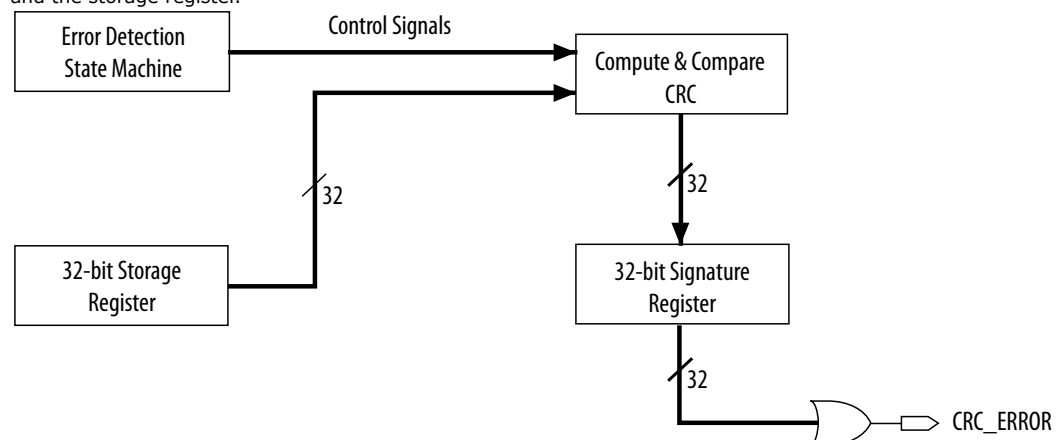 and the storage register.
Error Detection
State Machine
Control Signals
Compute & Compare
CRC
32
32
32-bit Storage
Register
32-bit Signature
Register
32
CRC_ERROR